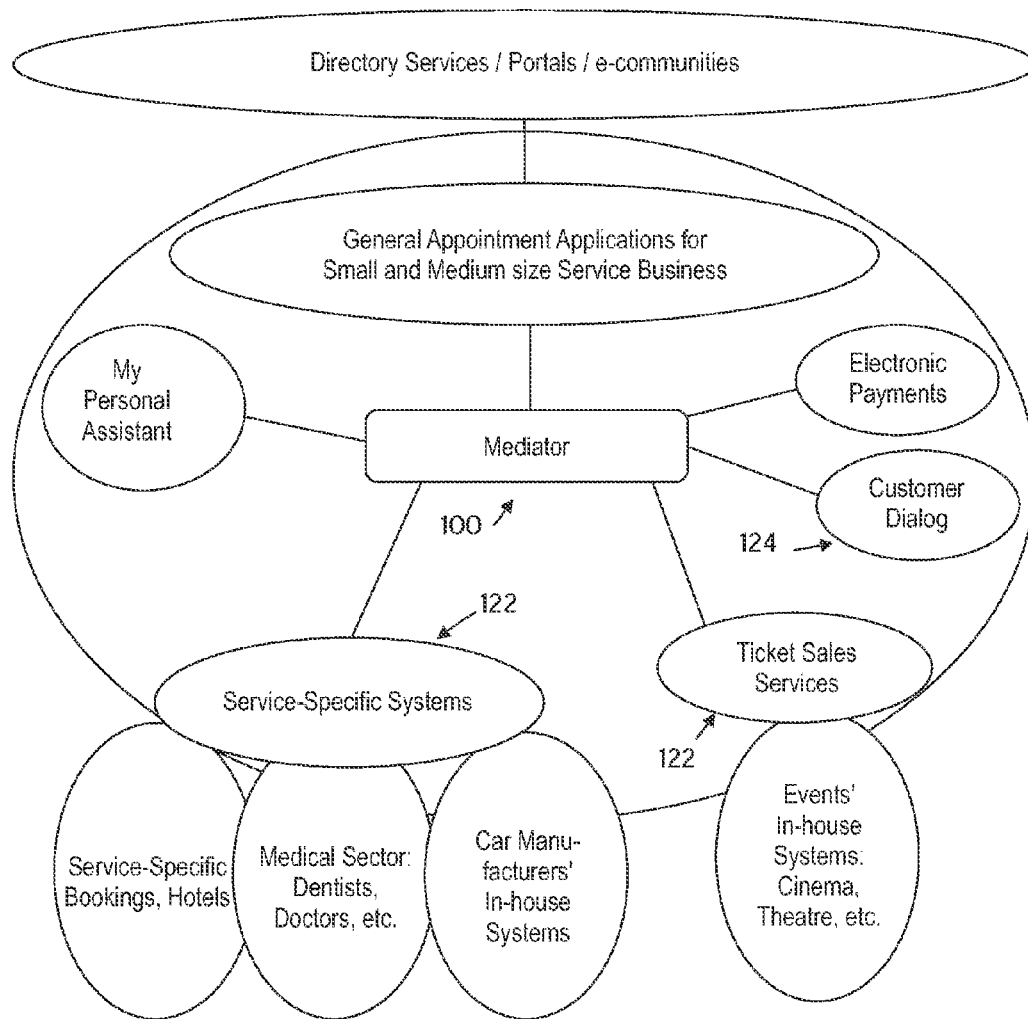 Directory Services / Portals / e-communities
General Appointment Applications for
Small and Medium size Service Business
My
Personal
Assistant
Electronic
Payments
Mediator
Customer
Dialog
100
124
122
Service-Specific Systems
Ticket Sales
Services
122
Service-Specific
Bookings, Hotels
Medical Sector:
Dentists,
Doctors, etc.
Car Manu-
facturers'
In-house
Systems
Events'
In-house
Systems:
Cinema,
Theatre, etc.